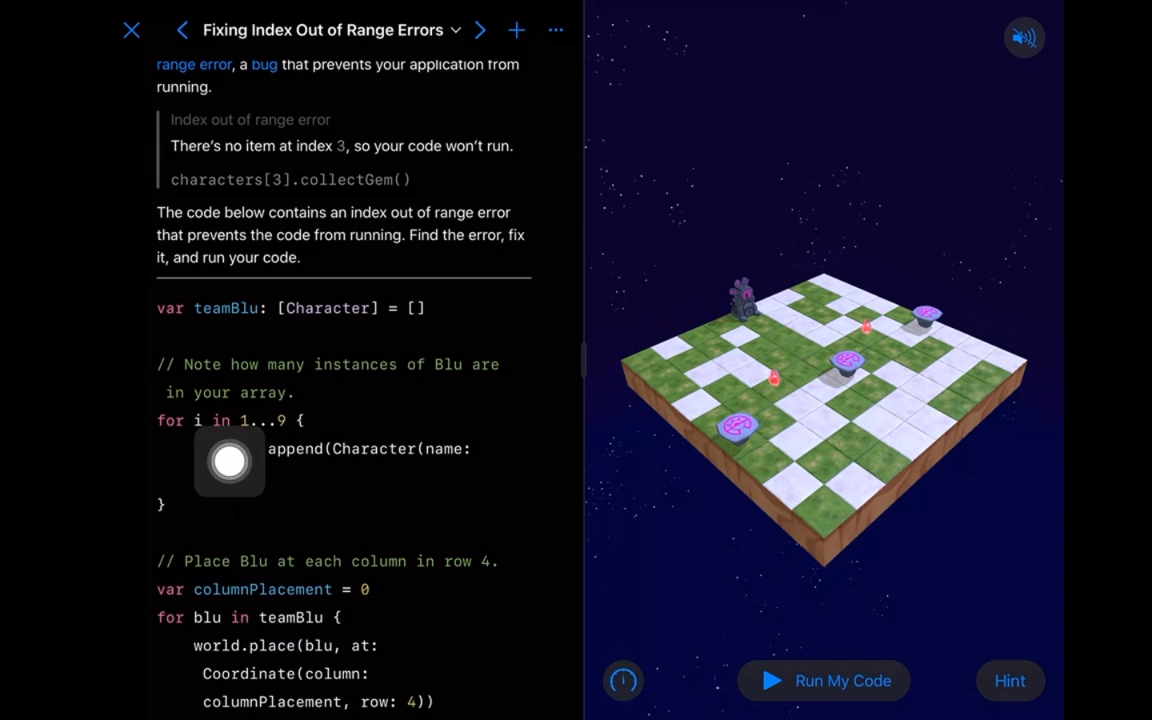 Fixing Index Out of Range Errors
range error, a bug that prevents your application from
running.
Index out of range error
There's no item at index 3, so your code won't run.
characters[3].collectGem()
The code below contains an index out of range error
that prevents the code from running. Find the error, fix
it, and run your code.
var teamBlu: [Character] = []
// Note how many instances of Blu are
in your array.
for i in 1...9 {
append(Character(name:
}
// Place Blu at each column in row 4.
var columnPlacement = 0
for blu in teamBlu {
world.place(blu, at:
Coordinate(column:
columnPlacement, row: 4))
Run My Code
Hint